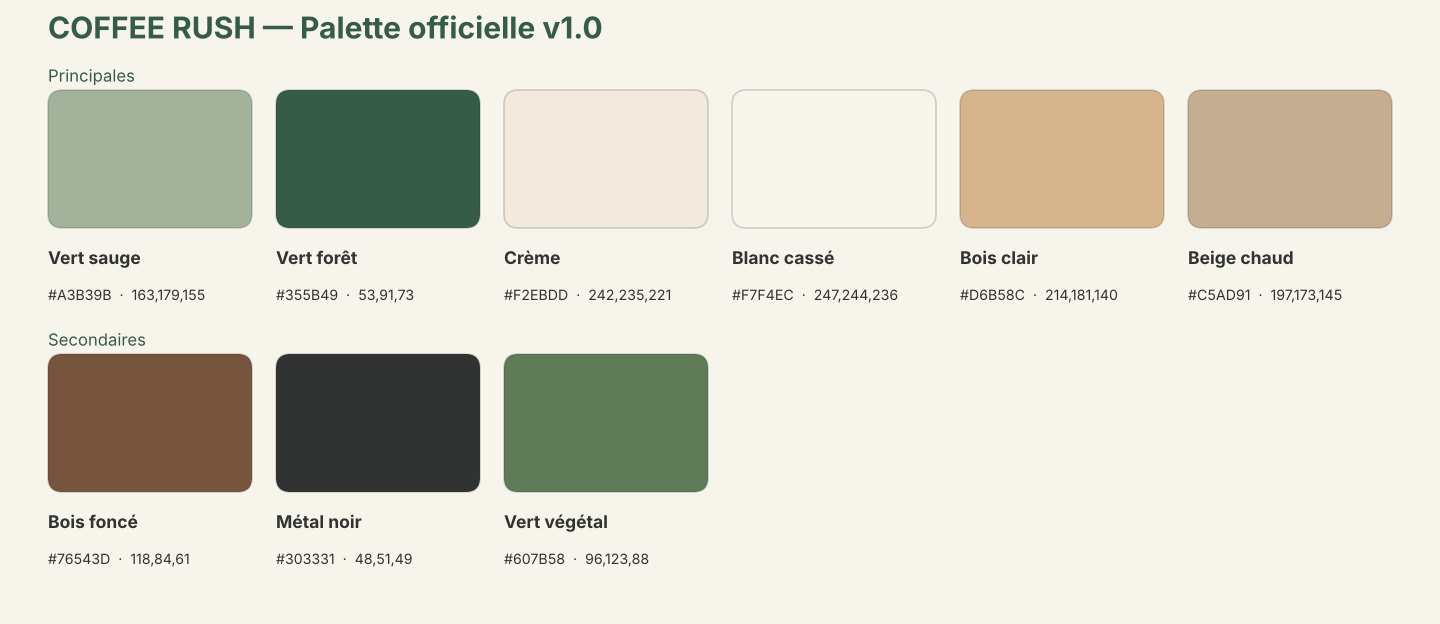 COFFEE RUSH — Palette officielle v1.0
Principales
Vert sauge
#A3B39B · 163,179,155
Vert forêt
#355B49 · 53,91,73
Crème
#F2EBDD · 242,235,221
Blanc cassé
#F7F4EC · 247,244,236
Bois clair
#D6B58C · 214,181,140
Beige chaud
#C5AD91 · 197,173,145
Secondaires
Bois foncé
#76543D · 118,84,61
Métal noir
#303331 · 48,51,49
Vert végétal
#607B58 · 96,123,88